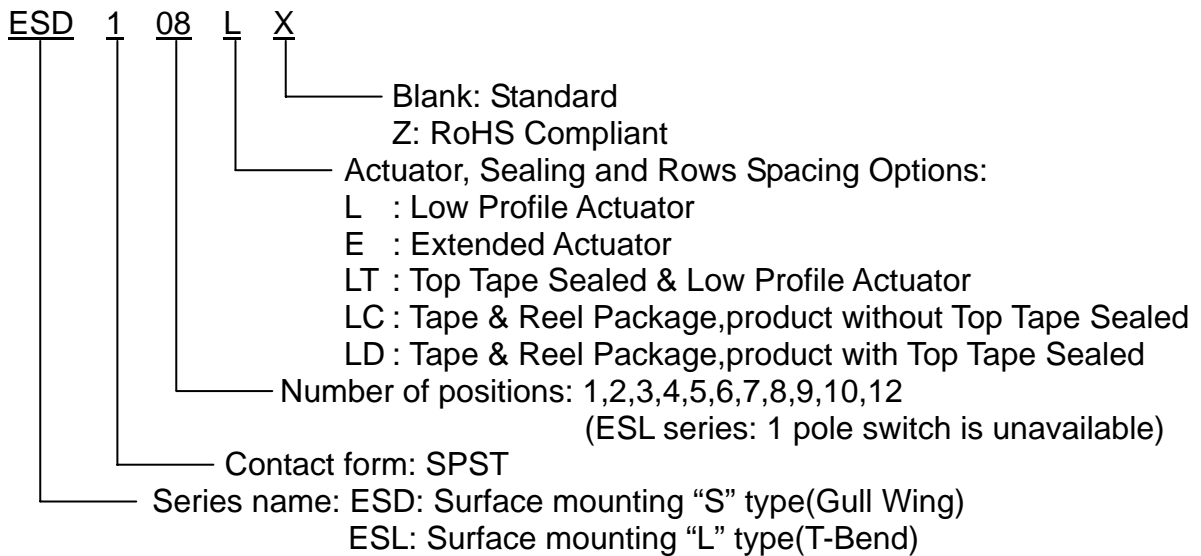 ESD 1 08 L X
Blank: Standard
Z: RoHS Compliant
Actuator, Sealing and Rows Spacing Options:
L : Low Profile Actuator
E : Extended Actuator
LT : Top Tape Sealed & Low Profile Actuator
LC : Tape & Reel Package,product without Top Tape Sealed
LD : Tape & Reel Package,product with Top Tape Sealed
Number of positions: 1,2,3,4,5,6,7,8,9,10,12
(ESL series: 1 pole switch is unavailable)
Contact form: SPST
Series name: ESD: Surface mounting “S” type(Gull Wing)
ESL: Surface mounting “L” type(T-Bend)